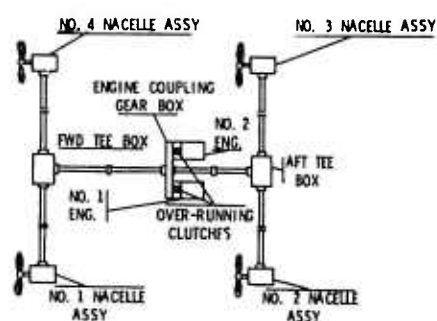 NO. 4 NACELLE ASSY
NO. 3 NACELLE ASSY
ENGINE COUPLING
GEAR BOX
NO. 2
ENG.
FWD TEE BOX
AFT TEE
BOX
NO. 1
ENG.
OVER-RUNNING
CLUTCHES
NO. 1 NACELLE
ASSY
NO. 2 NACELLE
ASSY